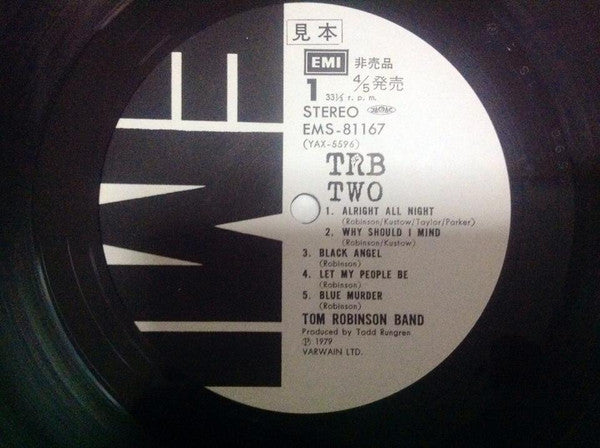 見本
EMI 非売品
1 4/5発売
33⅓ r. p. m.
STEREO
EMS-81167
(YAX-5596)
TRB
TWO
1. ALRIGHT ALL NIGHT
(Robinson/Kustow/Taylor/Parker)
2. WHY SHOULD I MIND
(Robinson/Kustow)
3. BLACK ANGEL
(Robinson)
4. LET MY PEOPLE BE
(Robinson)
5. BLUE MURDER
(Robinson)
TOM ROBINSON BAND
Produced by Todd Rungren
Ⓟ 1979
VARWAIN LTD.
EMI